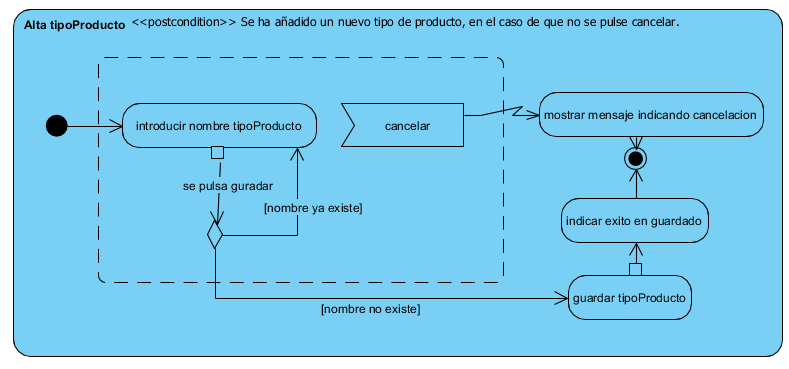 Alta tipoProducto <<postcondition>> Se ha añadido un nuevo tipo de producto, en el caso de que no se pulse cancelar.
introducir nombre tipoProducto
cancelar
mostrar mensaje indicando cancelacion
se pulsa guradar
[nombre ya existe]
indicar exito en guardado
guardar tipoProducto
[nombre no existe]